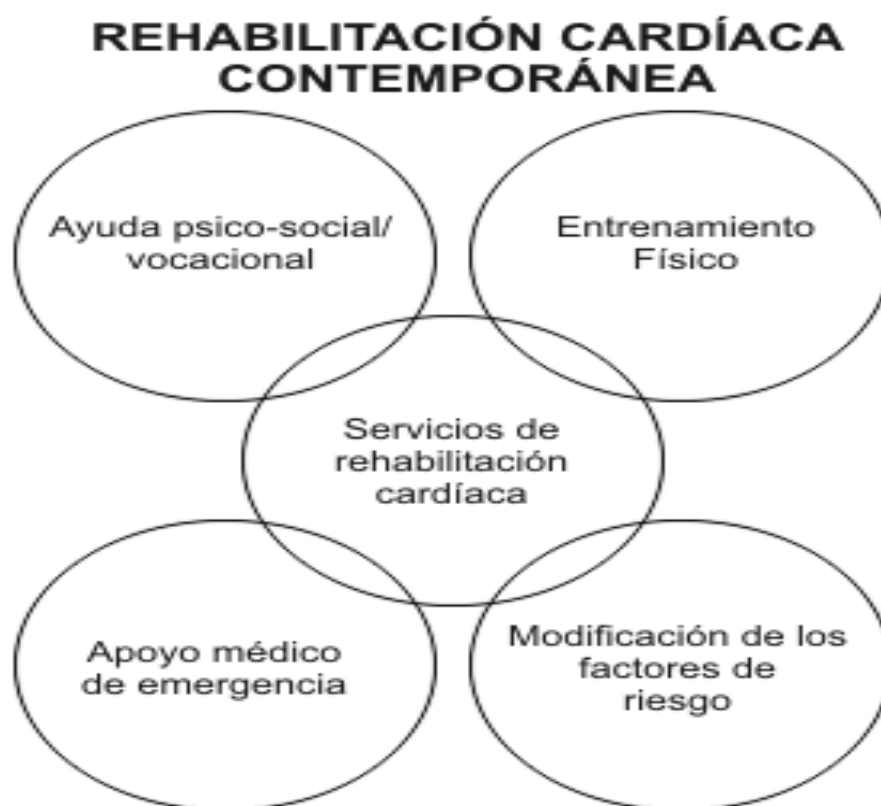 REHABILITACIÓN CARDÍACA
CONTEMPORÁNEA
Ayuda psico-social/
vocacional
Entrenamiento
Físico
Servicios de
rehabilitación
cardíaca
Apoyo médico
de emergencia
Modificación de los
factores de
riesgo